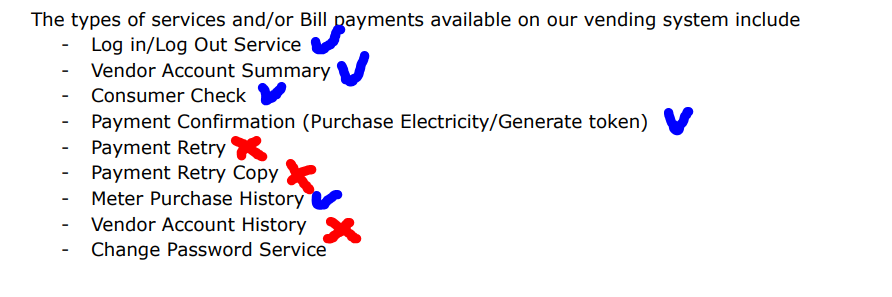 The types of services and/or Bill payments available on our vending system include
- Log in/Log Out Service
- Vendor Account Summary
- Consumer Check
- Payment Confirmation (Purchase Electricity/Generate token)
- Payment Retry
- Payment Retry Copy
- Meter Purchase History
- Vendor Account History
- Change Password Service